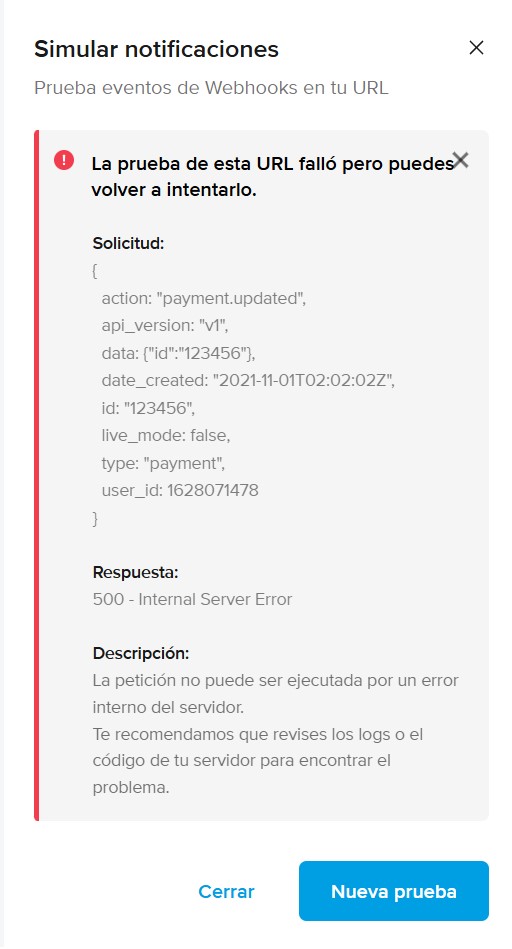 Simular notificaciones
Prueba eventos de Webhooks en tu URL
La prueba de esta URL falló pero puedes
volver a intentarlo.
Solicitud:
{
action: "payment.updated",
api_version: "v1",
data: {"id":"123456"},
date_created: "2021-11-01T02:02:02Z",
id: "123456",
live_mode: false,
type: "payment",
user_id: 1628071478
}
Respuesta:
500 - Internal Server Error
Descripción:
La petición no puede ser ejecutada por un error
interno del servidor.
Te recomendamos que revises los logs o el
código de tu servidor para encontrar el
problema.
Cerrar
Nueva prueba